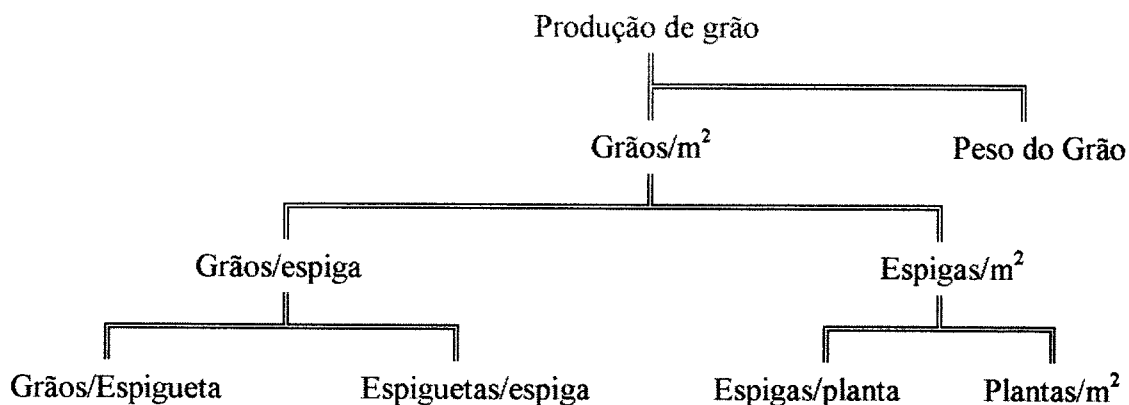 Produção de grão
Grãos/m² Peso do Grão
Grãos/espiga Espigas/m²
Grãos/Espigueta Espiguetas/espiga Espigas/planta Plantas/m²